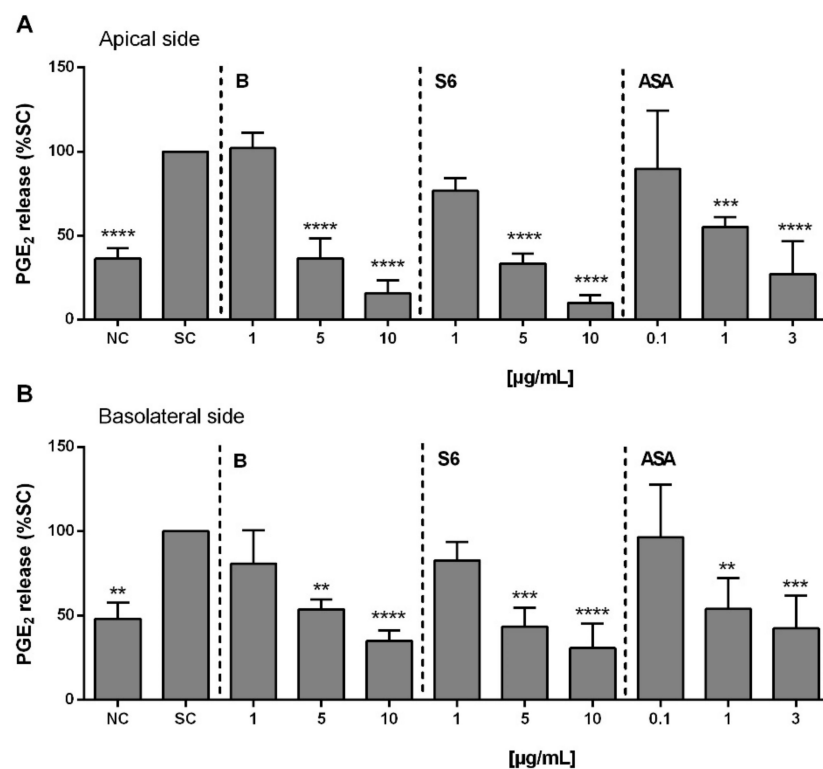 A
Apical side
PGE₂ release (%SC)
150
100
50
0
B
S6
ASA
****
****
****
****
****
***
****
NC SC 1 5 10 1 5 10 0.1 1 3
[µg/mL]
B
Basolateral side
PGE₂ release (%SC)
150
100
50
0
B
S6
ASA
**
**
****
***
****
**
***
NC SC 1 5 10 1 5 10 0.1 1 3
[µg/mL]